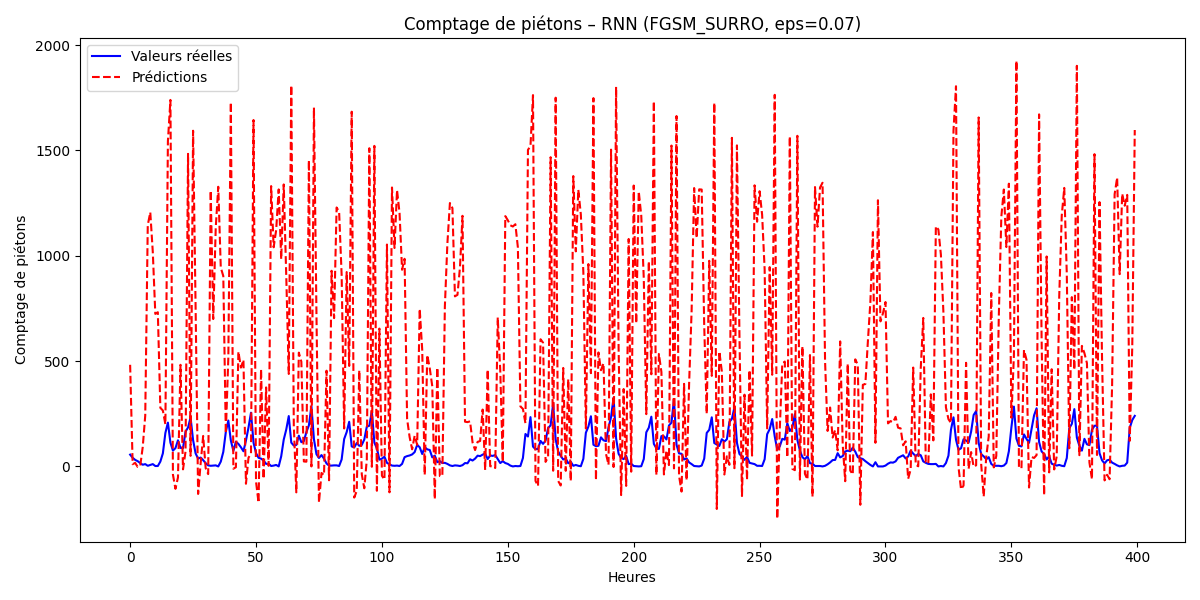 Comptage de piétons – RNN (FGSM_SURRO, eps=0.07)
Valeurs réelles
Prédictions
Comptage de piétons
2000
1500
1000
500
0
0 50 100 150 200 250 300 350 400
Heures